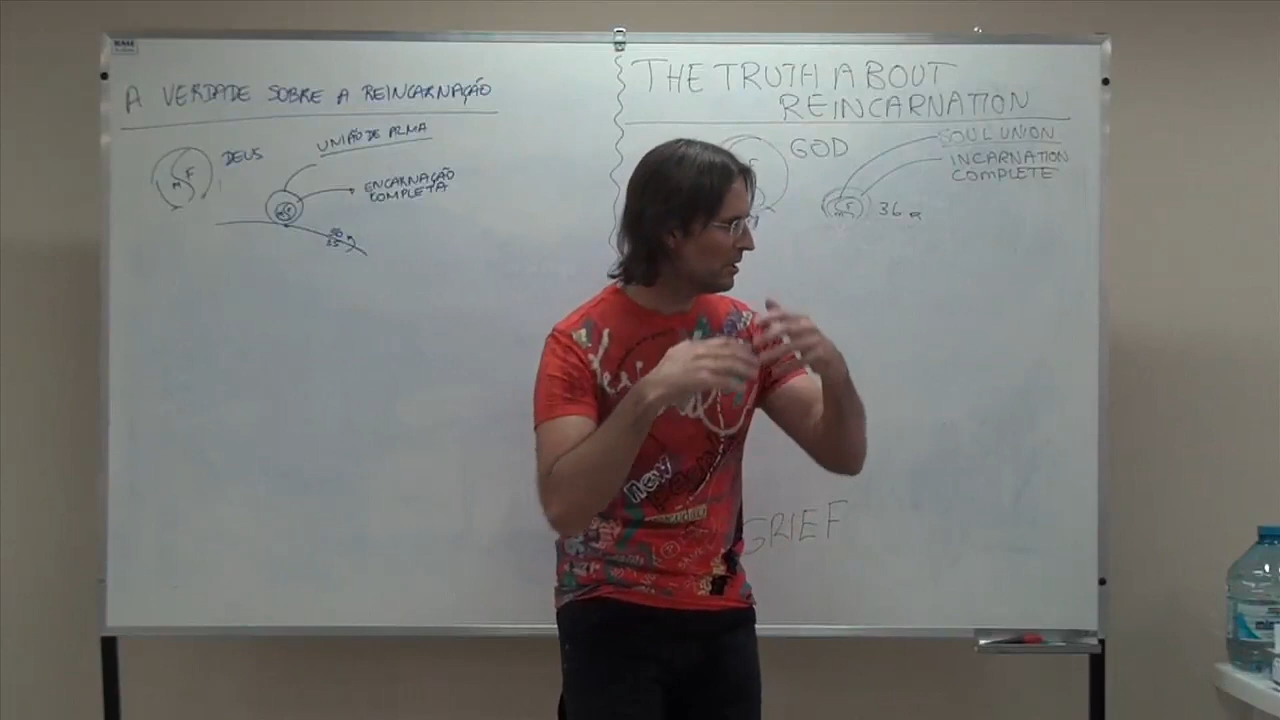 A VERDADE SOBRE A REINCARNAÇÃO
UNIÃO DE ALMA
DEUS
M F
ENCARNAÇÃO
COMPLETA
THE TRUTH ABOUT
REINCARNATION
GOD
F
SOUL UNION
INCARNATION
COMPLETE
36
GRIEF
new